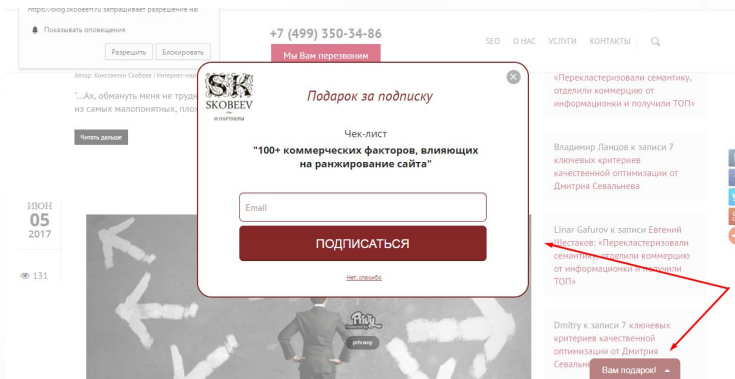 https://blog.skobeeff.ru запрашивает разрешение на:
Показывать оповещения
Разрешить Блокировать
+7 (499) 350-34-86
Мы Вам перезвоним
SEO О НАС УСЛУГИ КОНТАКТЫ
Автор: Константин Скобеев | Интернет-мар
"...Ах, обмануть меня не трудн
из самых малопонятных, пло
Читать дальше
ИЮН
05
2017
131
SK
SKOBEEV
И ПАРТНЕРЫ
Подарок за подписку
Чек-лист
"100+ коммерческих факторов, влияющих
на ранжирование сайта"
Email
ПОДПИСАТЬСЯ
Нет, спасибо
Privy
privacy
«Перекластеризовали семантику,
отделили коммерцию от
информационки и получили ТОП»
Владимир Ланцов к записи 7
ключевых критериев
качественной оптимизации от
Дмитрия Севальнева
Linar Gafurov к записи Евгений
Шестаков: «Перекластеризовали
семантику, отделили коммерцию
от информационки и получили
ТОП»
Dmitry к записи 7 ключевых
критериев качественной
оптимизации от Дмитрия
Севальне
Вам подарок!